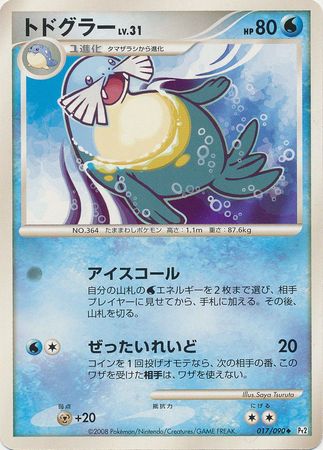 トドグラー LV.31
HP 80
1進化 タマザラシから進化
NO.364 たままわしポケモン 高さ：1.1m 重さ：87.6kg
アイスコール
自分の山札の エネルギーを2枚まで選び、相手
プレイヤーに見せてから、手札に加える。その後、
山札を切る。
ぜったいれいど 20
コインを1回投げオモテなら、次の相手の番、この
ワザを受けた相手は、ワザが使えない。
Illus. Saya Tsuruta
弱点 抵抗力 にげる
+20
017/090 Pt2
©2008 Pokémon/Nintendo/Creatures/GAME FREAK.